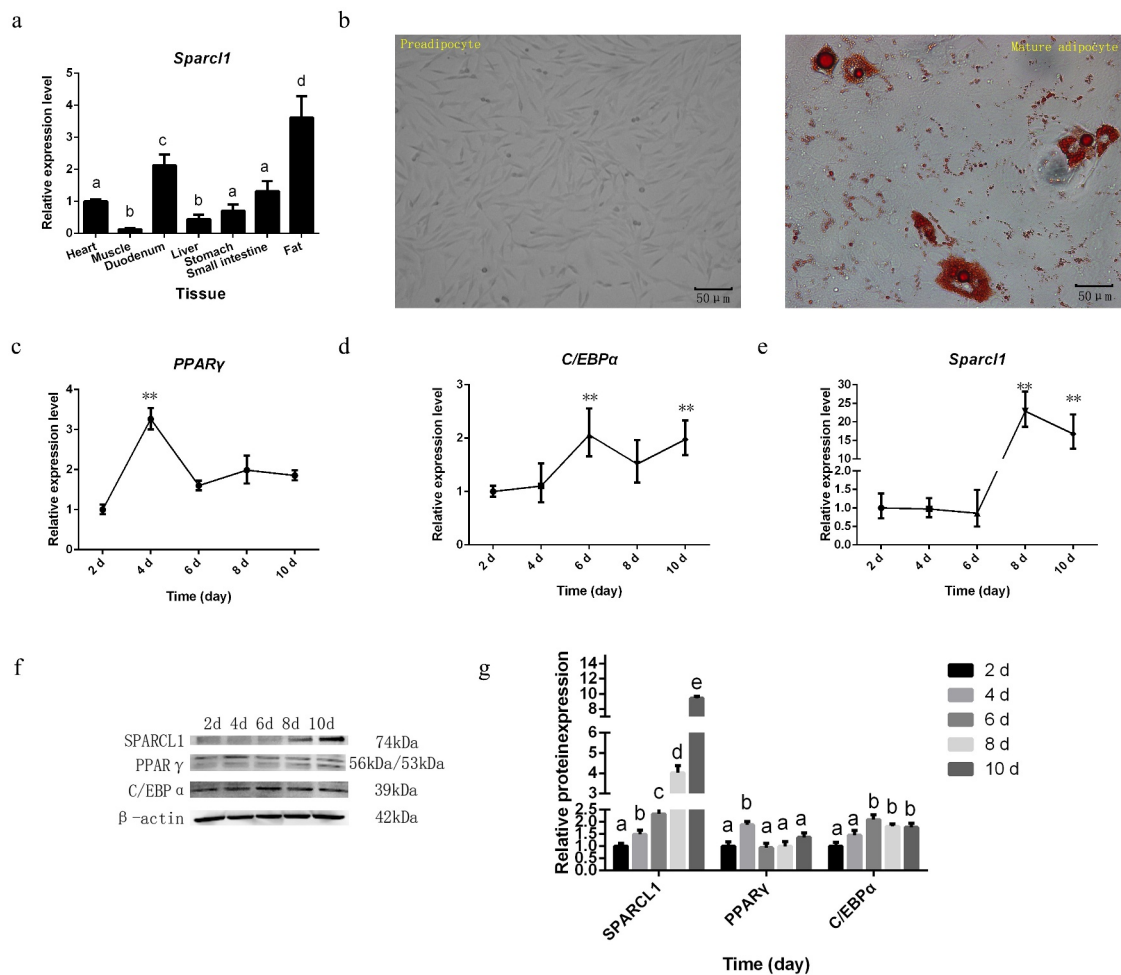 a
Sparcl1
Relative expression level
5
4
3
2
1
0
a
b
c
b
a
a
d
Heart
Muscle
Duodenum
Liver
Stomach
Small intestine
Fat
Tissue
b
Preadipocyte
50μm
Mature adipocyte
50μm
c
PPARγ
Relative expression level
4
3
2
1
0
**
2 d
4 d
6 d
8 d
10 d
Time (day)
d
C/EBPα
Relative expression level
3
2
1
0
**
**
2 d
4 d
6 d
8 d
10 d
Time (day)
e
Sparcl1
Relative expression level
30
25
20
15
10
2.0
1.5
1.0
0.5
0.0
**
**
2 d
4 d
6 d
8 d
10 d
Time (day)
f
2d 4d 6d 8d 10d
SPARCL1 74kDa
PPARγ 56kDa/53kDa
C/EBPα 39kDa
β-actin 42kDa
g
Relative proteinexpression
14
12
10
8
6
6
5
4
3
2.5
2.0
1.5
1.0
0.5
0.0
a b c d e
a b a a a
a a b b b
SPARCL1
PPARγ
C/EBPα
Time (day)
2 d
4 d
6 d
8 d
10 d